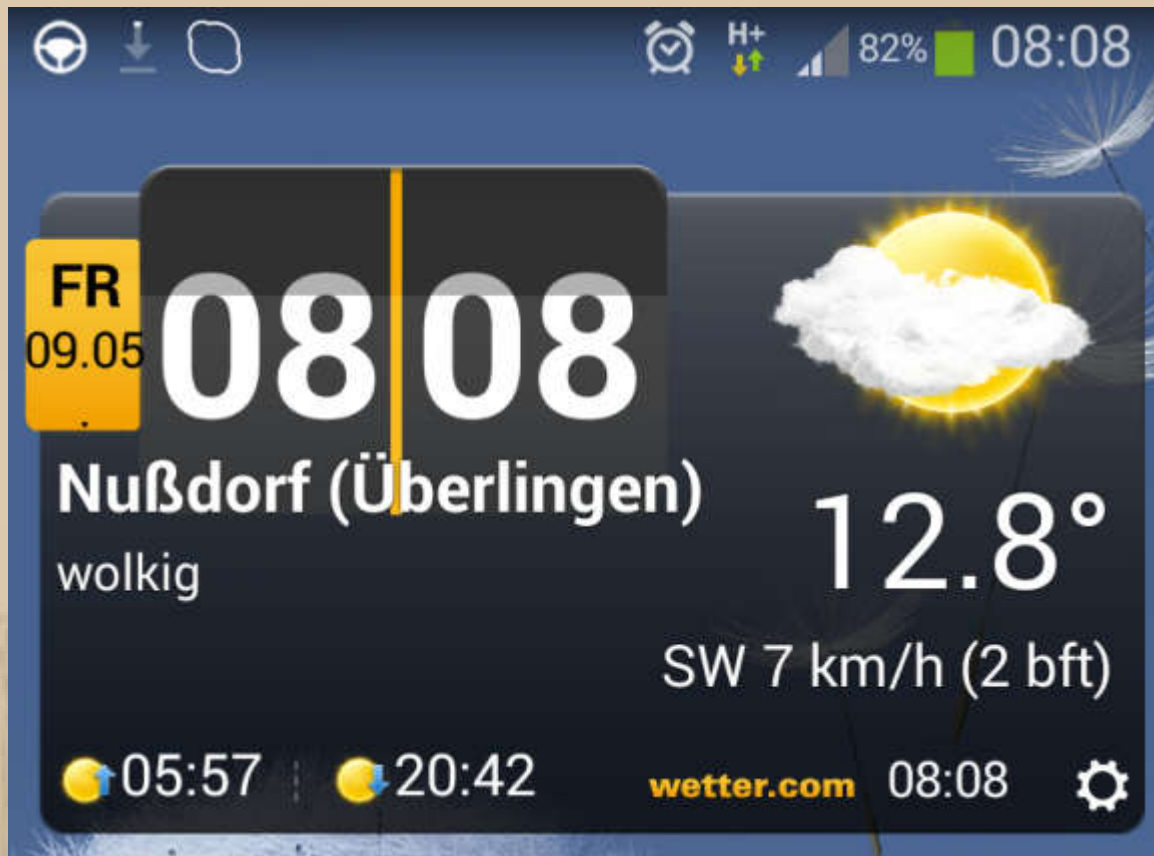 H+ 82% 08:08
FR
09.05
.
08 08
Nußdorf (Überlingen)
wolkig
12.8°
SW 7 km/h (2 bft)
05:57 20:42 wetter.com 08:08